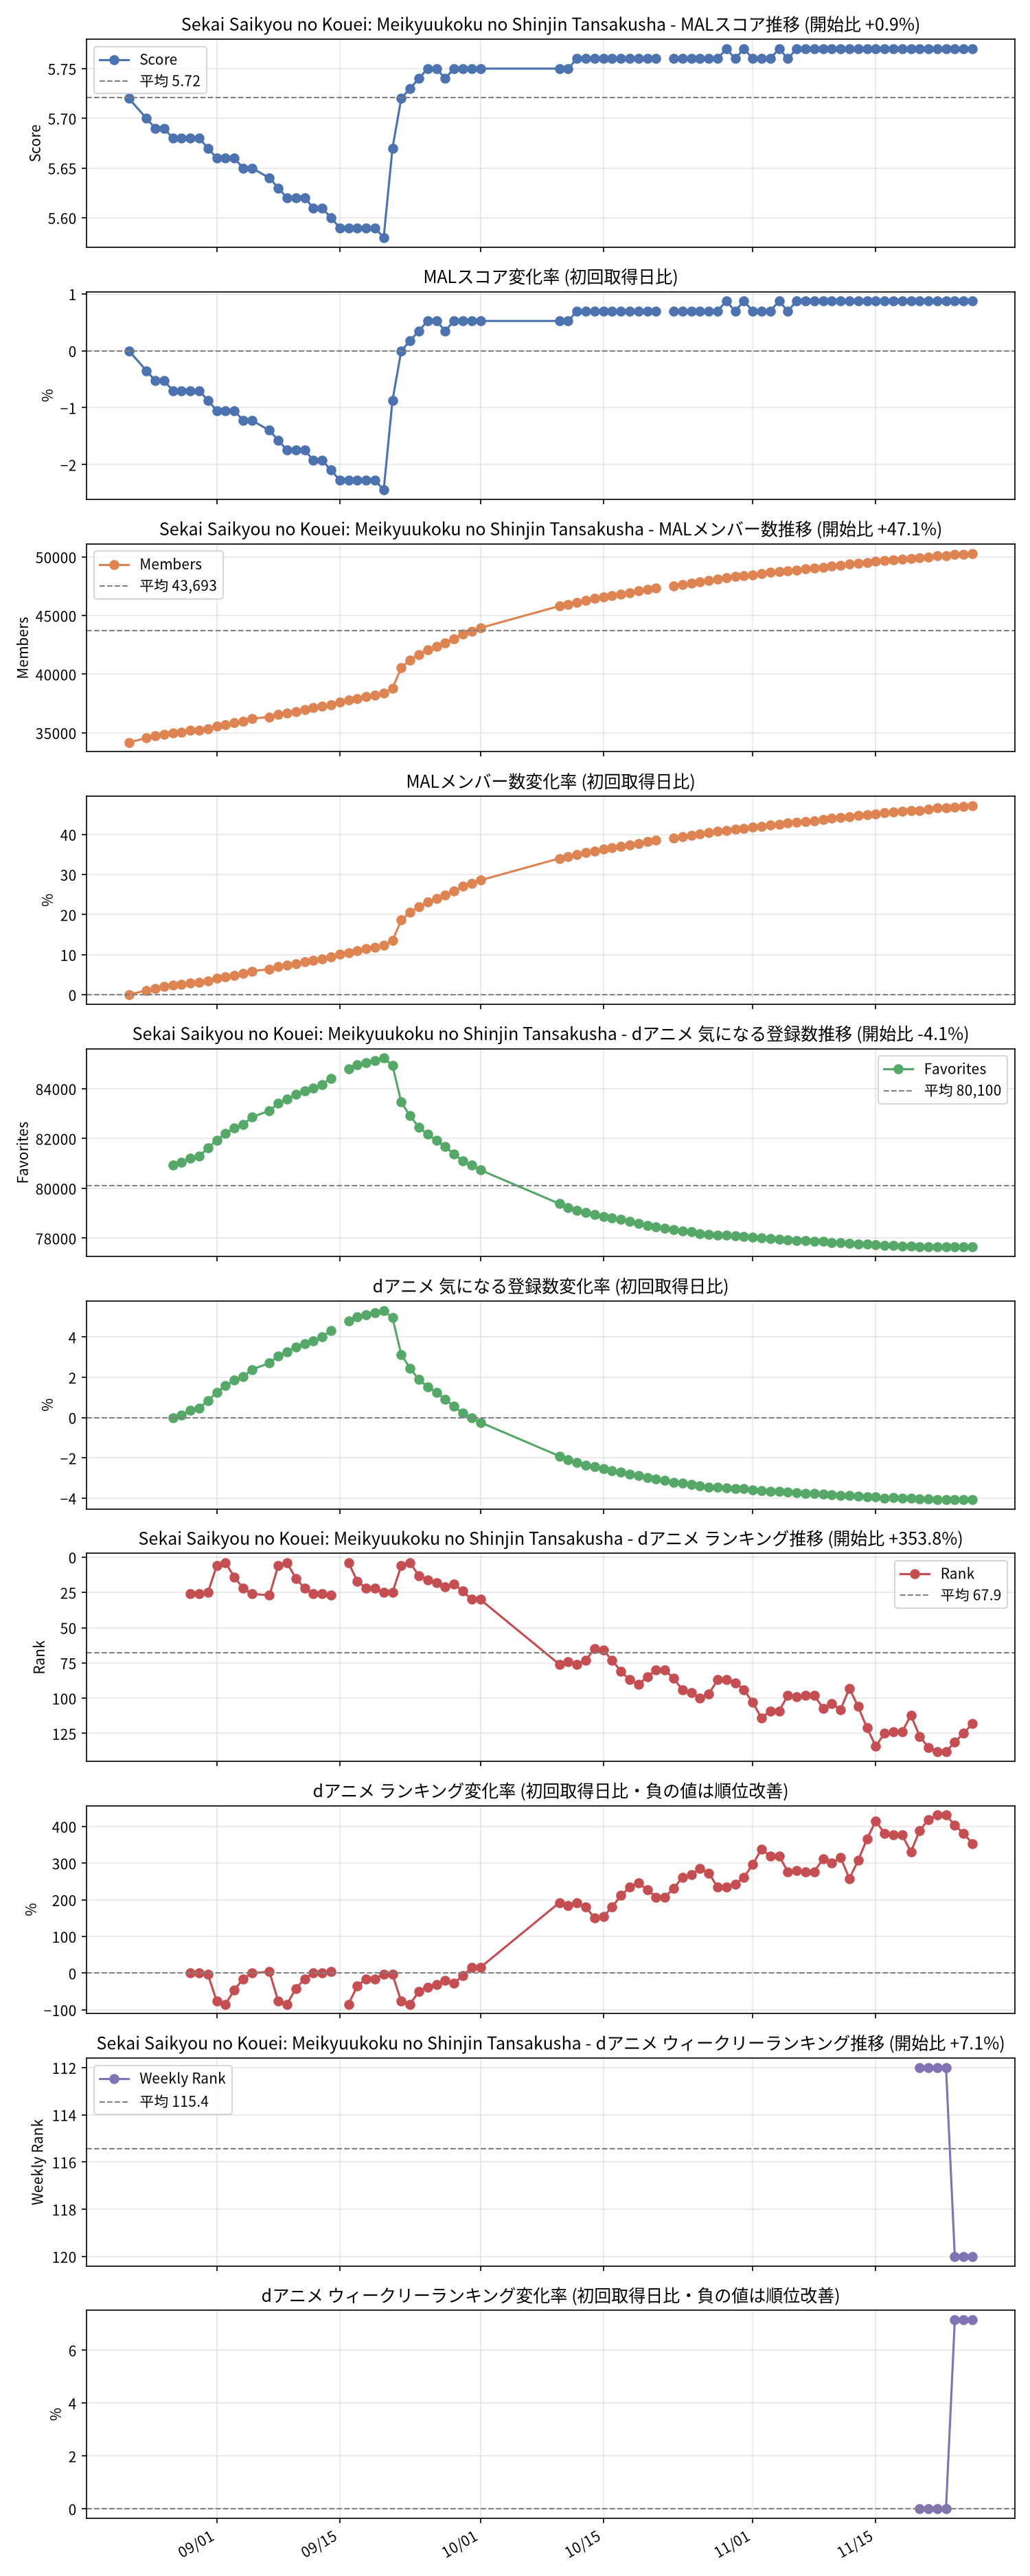 Sekai Saikyou no Kouei: Meikyuukoku no Shinjin Tansakusha - MALスコア推移 (開始比 +0.9%)
Score
平均 5.72
5.75
5.70
5.65
5.60
Score
MALスコア変化率 (初回取得日比)
1
0
−1
−2
%
Sekai Saikyou no Kouei: Meikyuukoku no Shinjin Tansakusha - MALメンバー数推移 (開始比 +47.1%)
Members
平均 43,693
50000
45000
40000
35000
Members
MALメンバー数変化率 (初回取得日比)
40
30
20
10
0
%
Sekai Saikyou no Kouei: Meikyuukoku no Shinjin Tansakusha - dアニメ 気になる登録数推移 (開始比 -4.1%)
Favorites
平均 80,100
84000
82000
80000
78000
Favorites
dアニメ 気になる登録数変化率 (初回取得日比)
4
2
0
−2
−4
%
Sekai Saikyou no Kouei: Meikyuukoku no Shinjin Tansakusha - dアニメ ランキング推移 (開始比 +353.8%)
Rank
平均 67.9
0
25
50
75
100
125
Rank
dアニメ ランキング変化率 (初回取得日比・負の値は順位改善)
400
300
200
100
0
−100
%
Sekai Saikyou no Kouei: Meikyuukoku no Shinjin Tansakusha - dアニメ ウィークリーランキング推移 (開始比 +7.1%)
Weekly Rank
平均 115.4
112
114
116
118
120
Weekly Rank
dアニメ ウィークリーランキング変化率 (初回取得日比・負の値は順位改善)
6
4
2
0
%
09/01
09/15
10/01
10/15
11/01
11/15